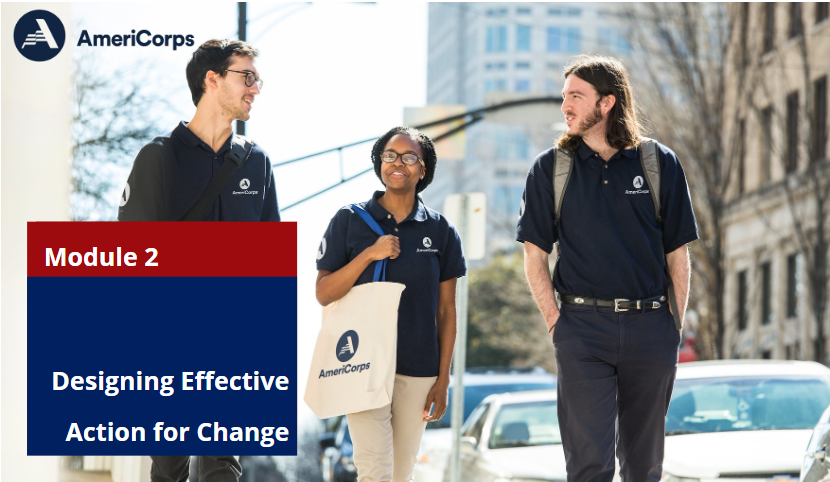 AmeriCorps
Module 2
Designing Effective
Action for Change
AmeriCorps